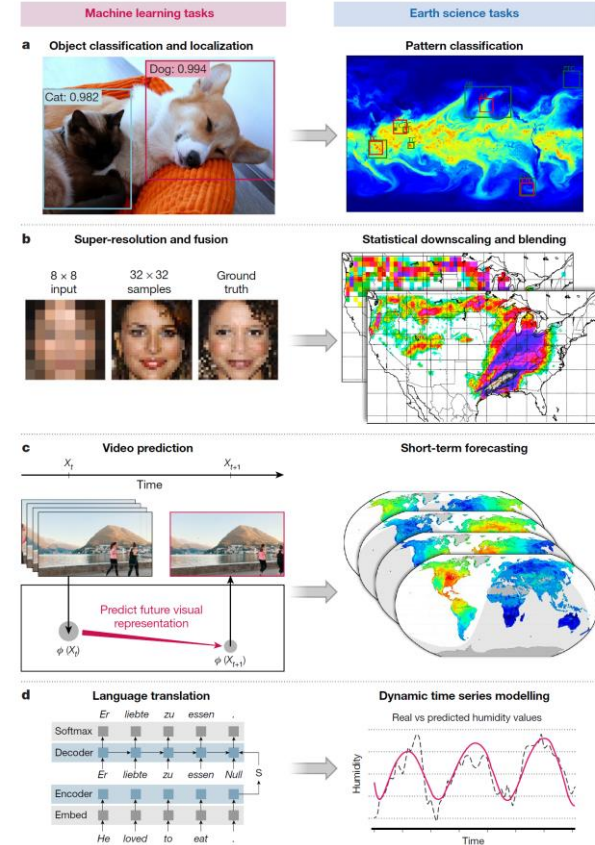 Machine learning tasks
Earth science tasks
a
Object classification and localization
Pattern classification
Cat: 0.982
Dog: 0.994
b
Super-resolution and fusion
Statistical downscaling and blending
8 × 8 input
32 × 32 samples
Ground truth
c
Video prediction
Short-term forecasting
Xt
Xt+1
Time
Predict future visual
representation
ϕ (Xt)
ϕ (Xt+1)
d
Language translation
Dynamic time series modelling
Er liebte zu essen .
Softmax
Decoder
Er liebte zu essen Null
S
Encoder
Embed
He loved to eat .
Real vs predicted humidity values
Humidity
Time